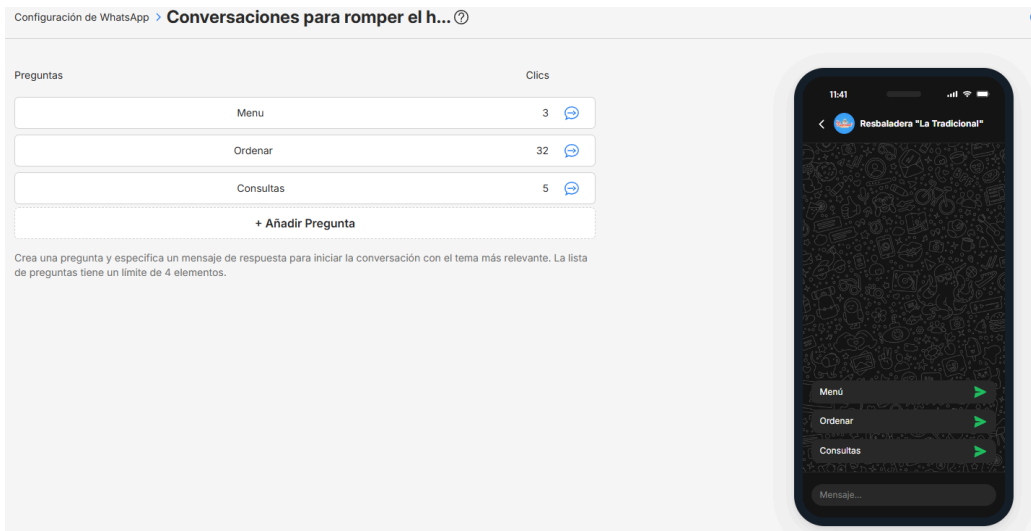 Configuración de WhatsApp > Conversaciones para romper el h... ?
Preguntas Clics
Menu 3
Ordenar 32
Consultas 5
+ Añadir Pregunta
Crea una pregunta y especifica un mensaje de respuesta para iniciar la conversación con el tema más relevante. La lista
de preguntas tiene un límite de 4 elementos.
11:41
Resbaladera "La Tradicional"
Menú
Ordenar
Consultas
Mensaje...